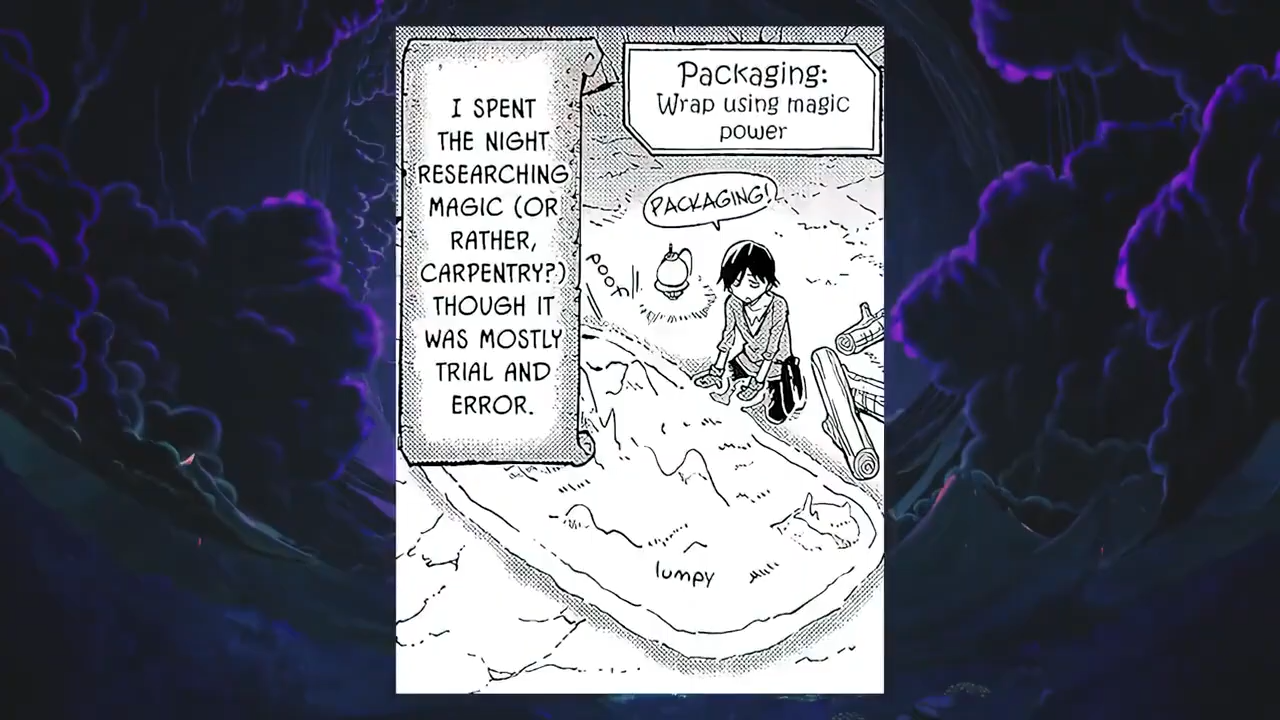 I SPENT
THE NIGHT
RESEARCHING
MAGIC (OR
RATHER,
CARPENTRY?)
THOUGH IT
WAS MOSTLY
TRIAL AND
ERROR.
Packaging:
Wrap using magic
power
PACKAGING!
poof
lumpy